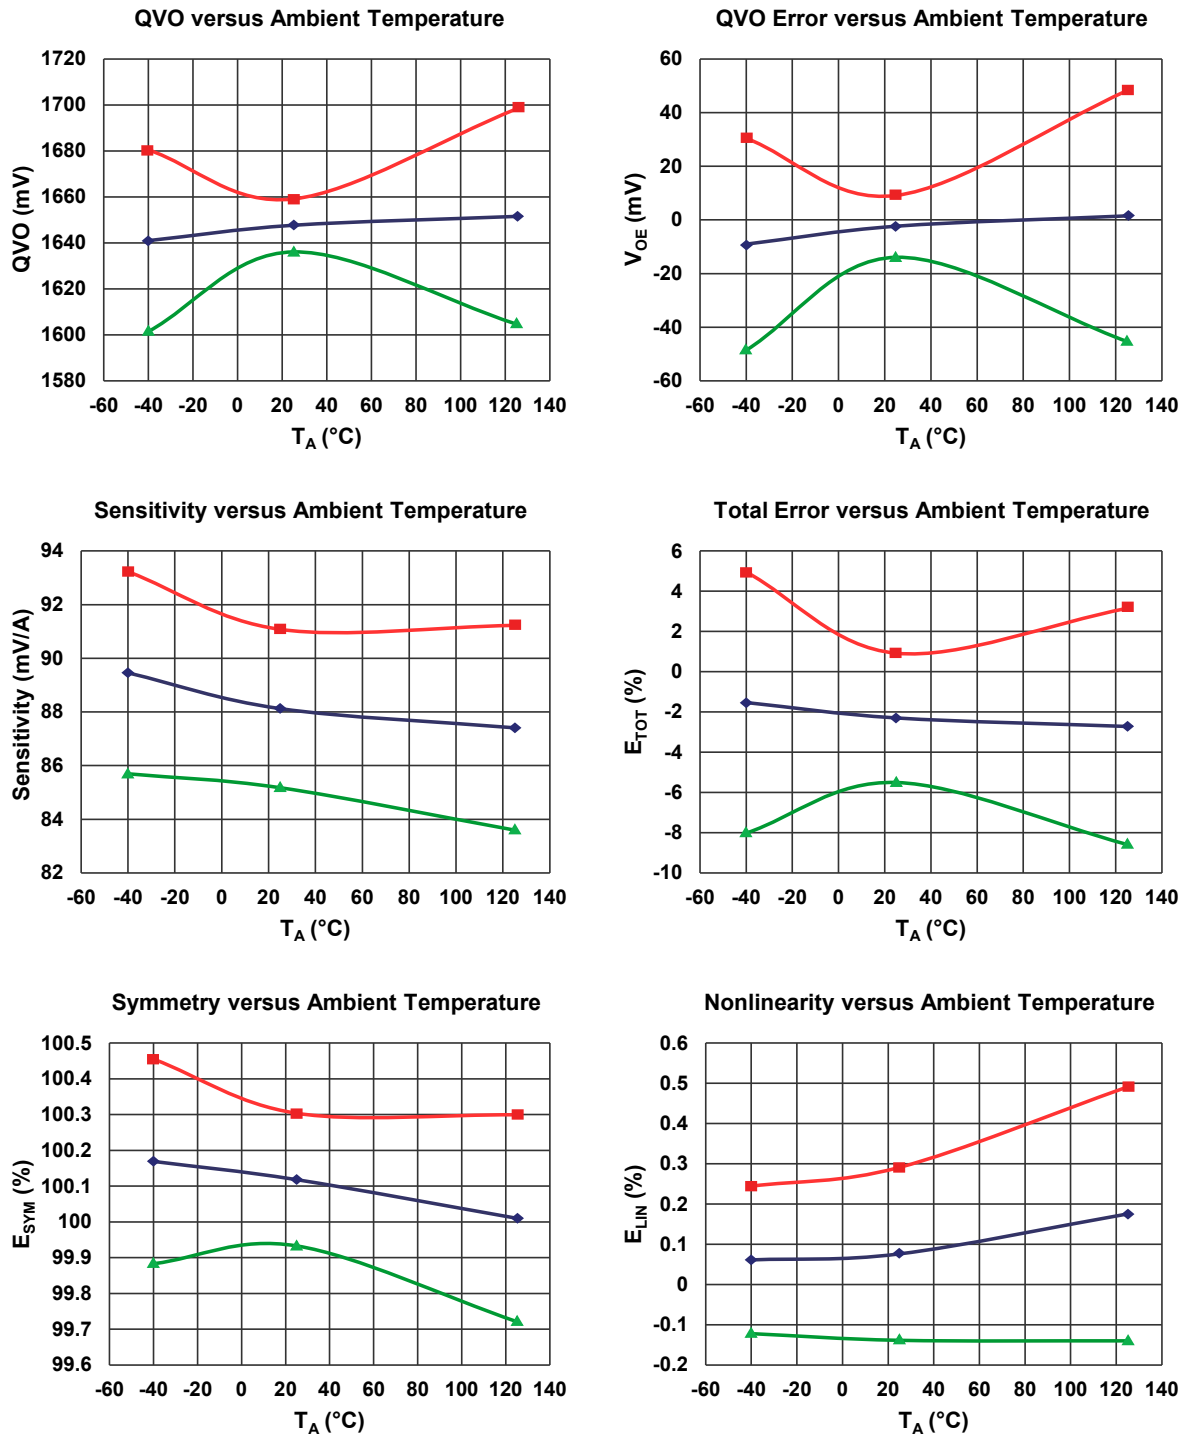 QVO versus Ambient Temperature
1720
1700
1680
1660
1640
1620
1600
1580
QVO (mV)
-60 -40 -20 0 20 40 60 80 100 120 140
TA (°C)
QVO Error versus Ambient Temperature
60
40
20
0
-20
-40
-60
VOE (mV)
-60 -40 -20 0 20 40 60 80 100 120 140
TA (°C)
Sensitivity versus Ambient Temperature
94
92
91
90
88
86
84
82
Sensitivity (mV/A)
-60 -40 -20 0 20 40 60 80 100 120 140
TA (°C)
Total Error versus Ambient Temperature
6
4
2
0
-2
-4
-6
-8
-10
ETOT (%)
-60 -40 -20 0 20 40 60 80 100 120 140
TA (°C)
Symmetry versus Ambient Temperature
100.5
100.4
100.3
100.2
100.1
100
99.9
99.8
99.7
99.6
ESYM (%)
-60 -40 -20 0 20 40 60 80 100 120 140
TA (°C)
Nonlinearity versus Ambient Temperature
0.6
0.5
0.4
0.3
0.2
0.1
0
-0.1
-0.2
ELIN (%)
-60 -40 -20 0 20 40 60 80 100 120 140
TA (°C)